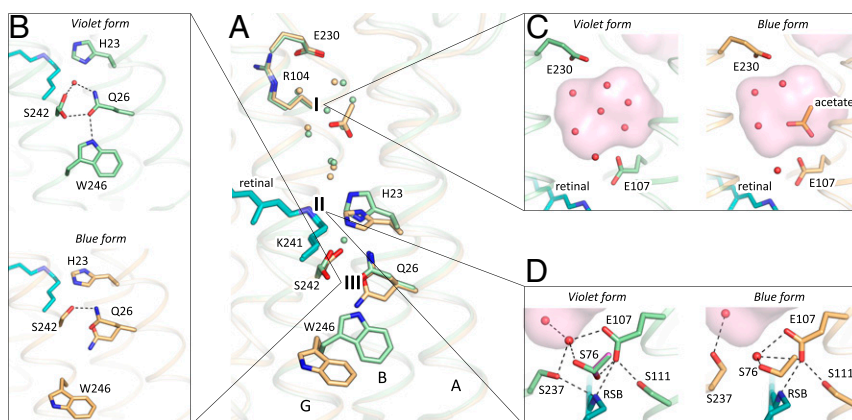 B
Violet form
H23
S242
Q26
W246
Blue form
H23
S242
Q26
W246
A
E230
R104
I
retinal
II
H23
K241
S242
III
Q26
W246
B
A
G
C
Violet form
Blue form
E230
E230
acetate
retinal
E107
retinal
E107
D
Violet form
Blue form
E107
E107
S76
S76
S237
S111
S237
S111
RSB
RSB